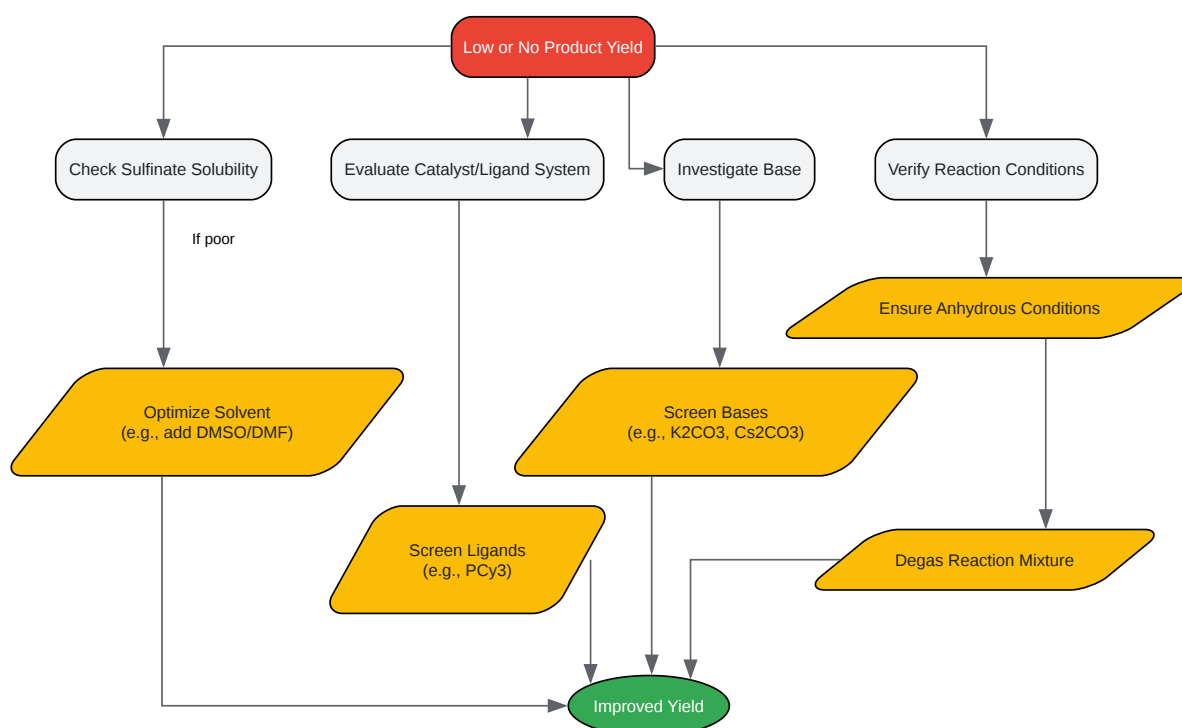 Low or No Product Yield
Check Sulfinate Solubility
Evaluate Catalyst/Ligand System
Investigate Base
Verify Reaction Conditions
If poor
Ensure Anhydrous Conditions
Optimize Solvent
(e.g., add DMSO/DMF)
Screen Bases
(e.g., K2CO3, Cs2CO3)
Screen Ligands
(e.g., PCy3)
Degas Reaction Mixture
Improved Yield